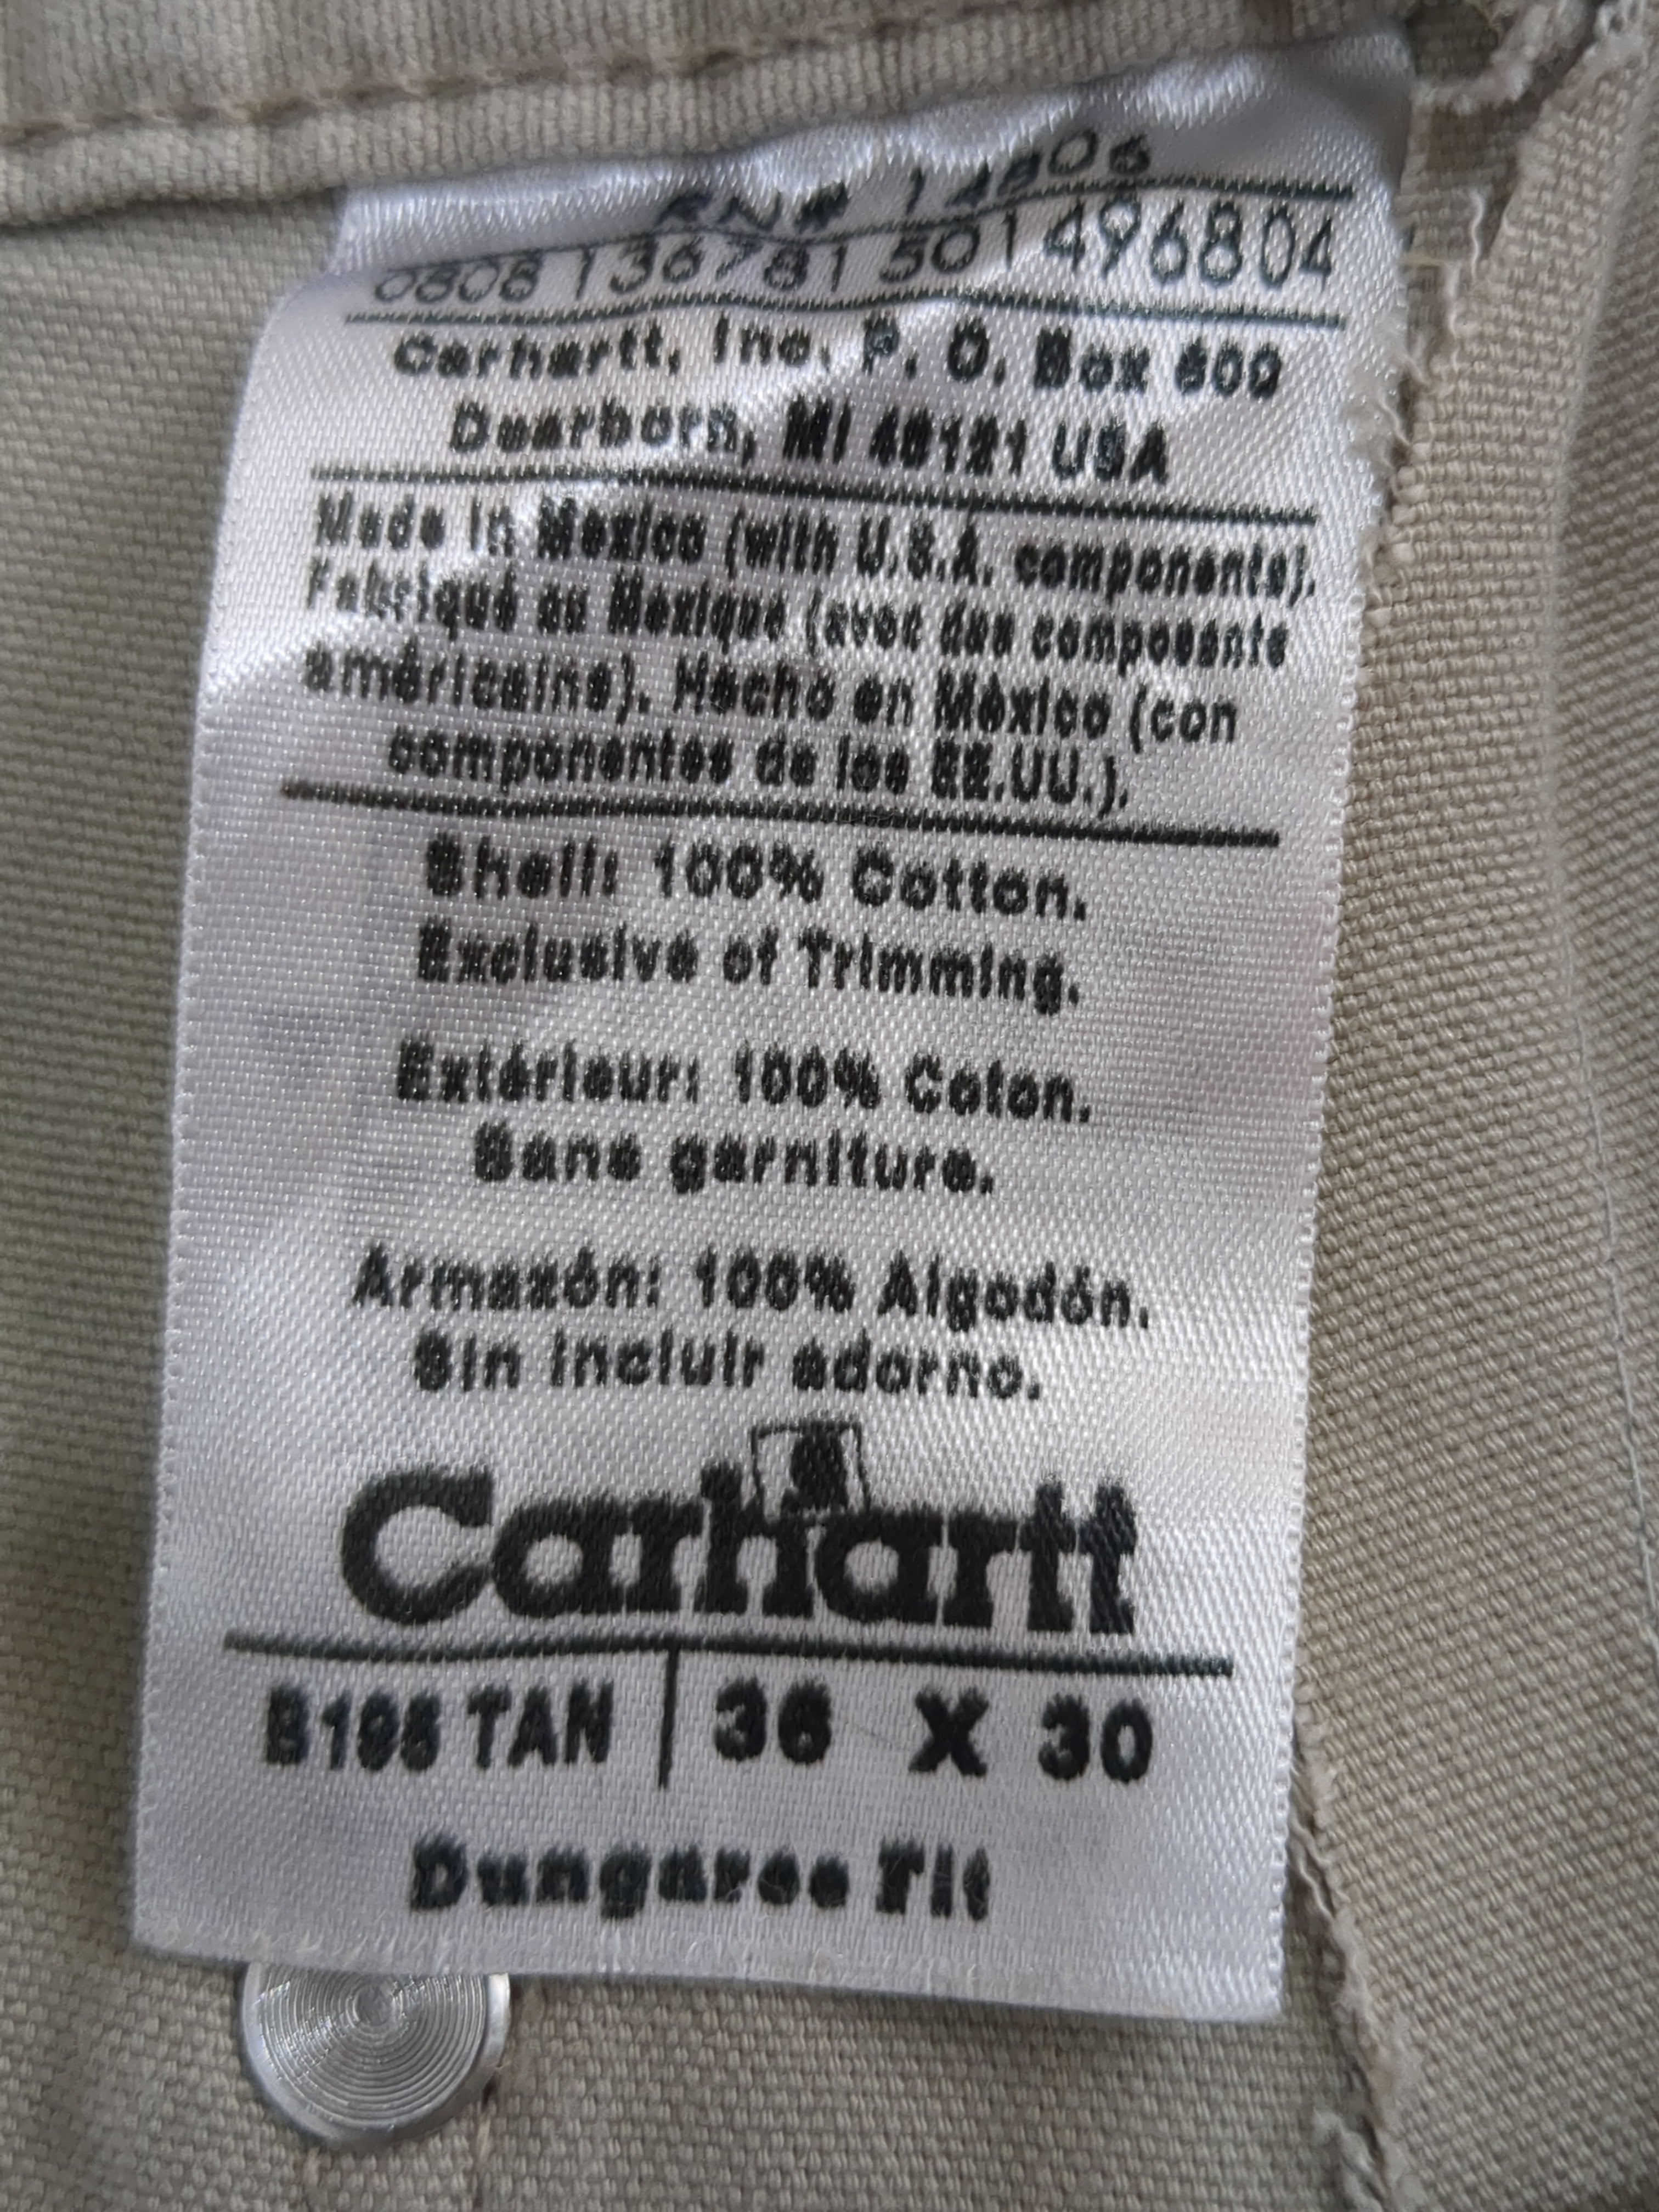 RN# 14806
0808 136781 501 496804
Carhartt, Inc. P. O. Box 600
Dearborn, MI 48121 USA
Made in Mexico (with U.S.A. components).
Fabriqué au Mexique (avec des composants
américains). Hecho en México (con
componentes de los EE.UU.).
Shell: 100% Cotton.
Exclusive of Trimming.
Extérieur: 100% Coton.
Sans garniture.
Armazón: 100% Algodón.
Sin incluir adorno.
Carhartt
TAN 36 X 30
Dungaree Fit